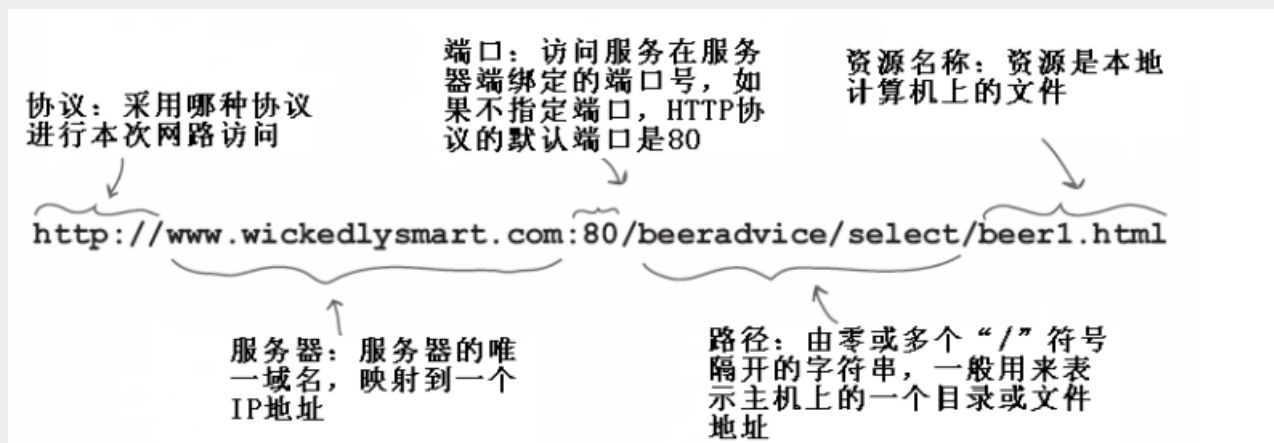 端口：访问服务在服务
器端绑定的端口号，如
果不指定端口，HTTP协
议的默认端口是80
资源名称：资源是本地
计算机上的文件
协议：采用哪种协议
进行本次网路访问
http://www.wickedlysmart.com:80/beeradvice/select/beer1.html
服务器：服务器的唯
一域名，映射到一个
IP地址
路径：由零或多个“/”符号
隔开的字符串，一般用来表
示主机上的一个目录或文件
地址